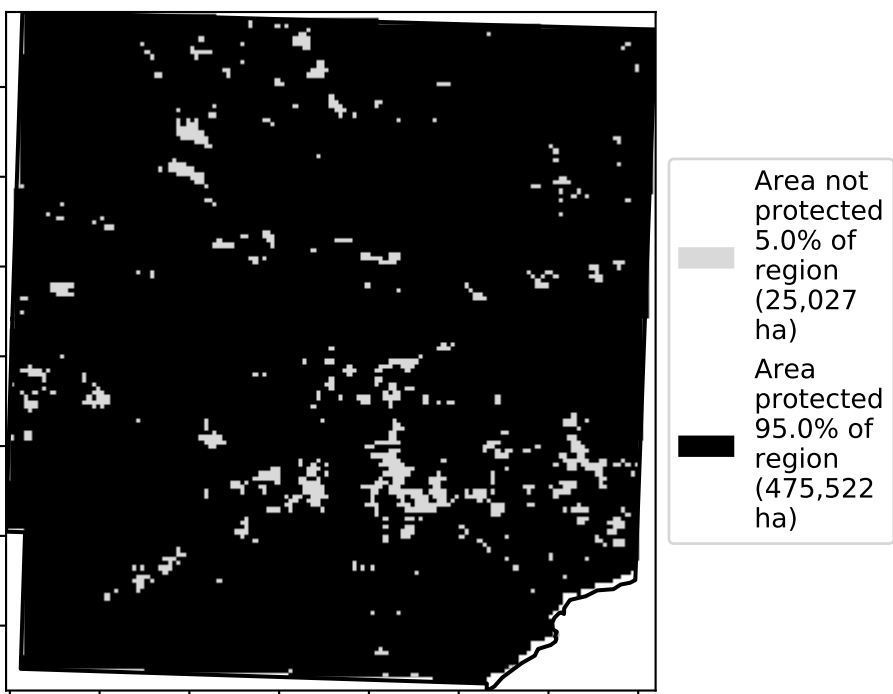 Area not
protected
5.0% of
region
(25,027
ha)
Area
protected
95.0% of
region
(475,522
ha)